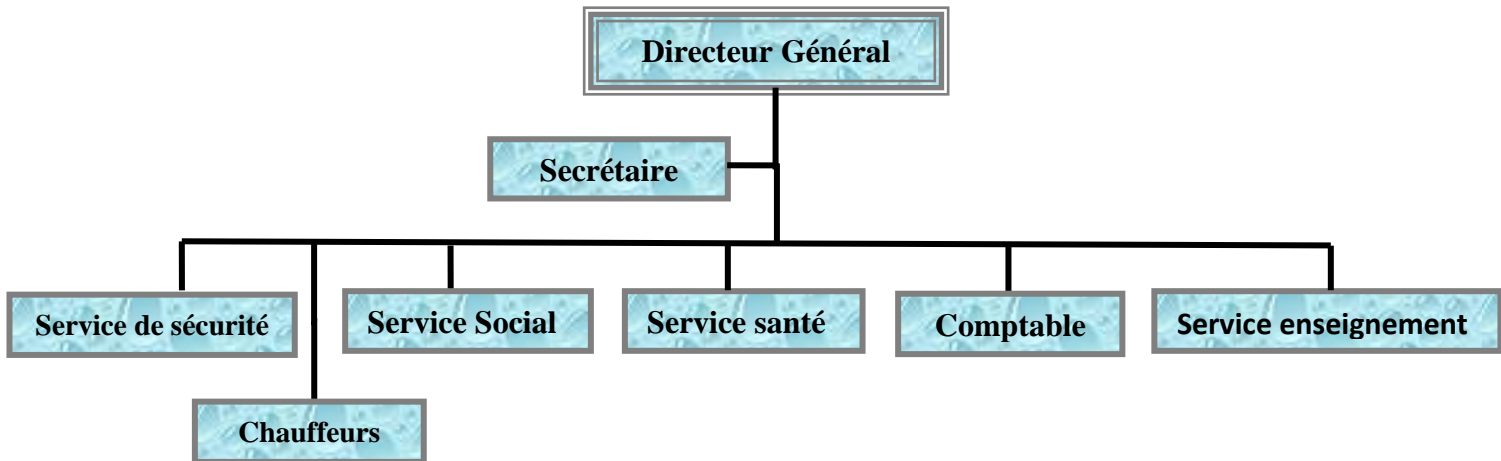 Directeur Général
Secrétaire
Service de sécurité
Service Social
Service santé
Comptable
Service enseignement
Chauffeurs